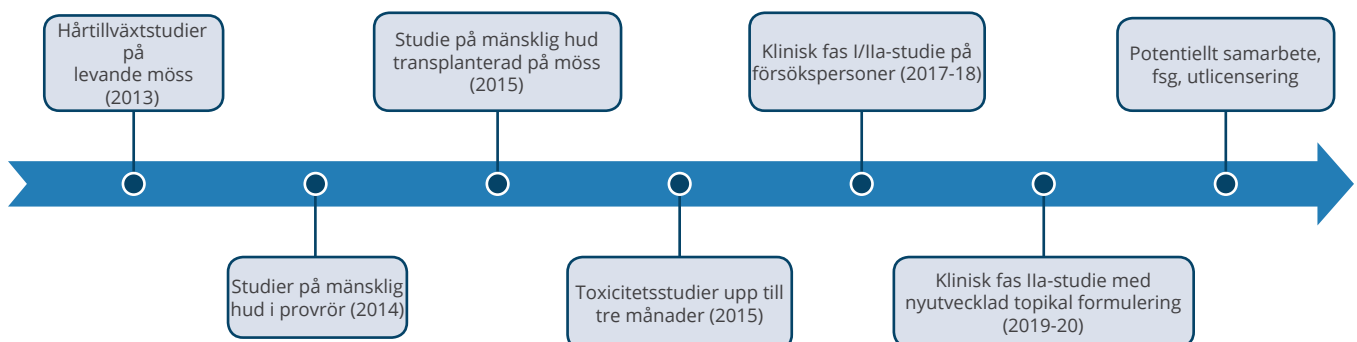 Hårtillväxtstudier
på
levande möss
(2013)
Studier på mänsklig
hud i provrör (2014)
Studie på mänsklig hud
transplanterad på möss
(2015)
Toxicitetsstudier upp till
tre månader (2015)
Klinisk fas I/IIa-studie på
försökspersoner (2017-18)
Klinisk fas IIa-studie med
nyutvecklad topikal formulering
(2019-20)
Potentiellt samarbete,
fsg, utlicensering